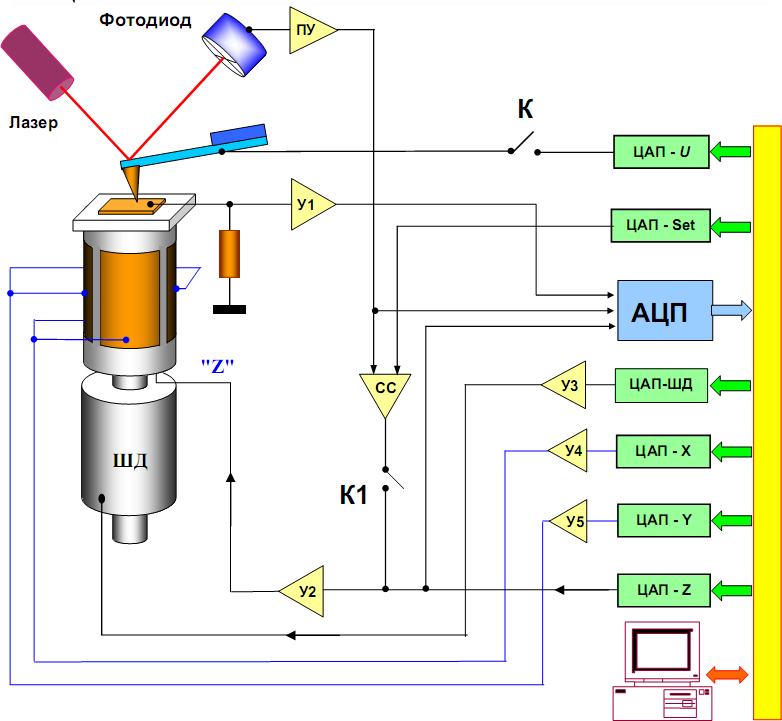 Фотодиод
ПУ
Лазер
К
ЦАП - U
У1
ЦАП - Set
АЦП
"Z"
СС
У3
ЦАП-ШД
ШД
У4
ЦАП - X
К1
У5
ЦАП - Y
У2
ЦАП - Z